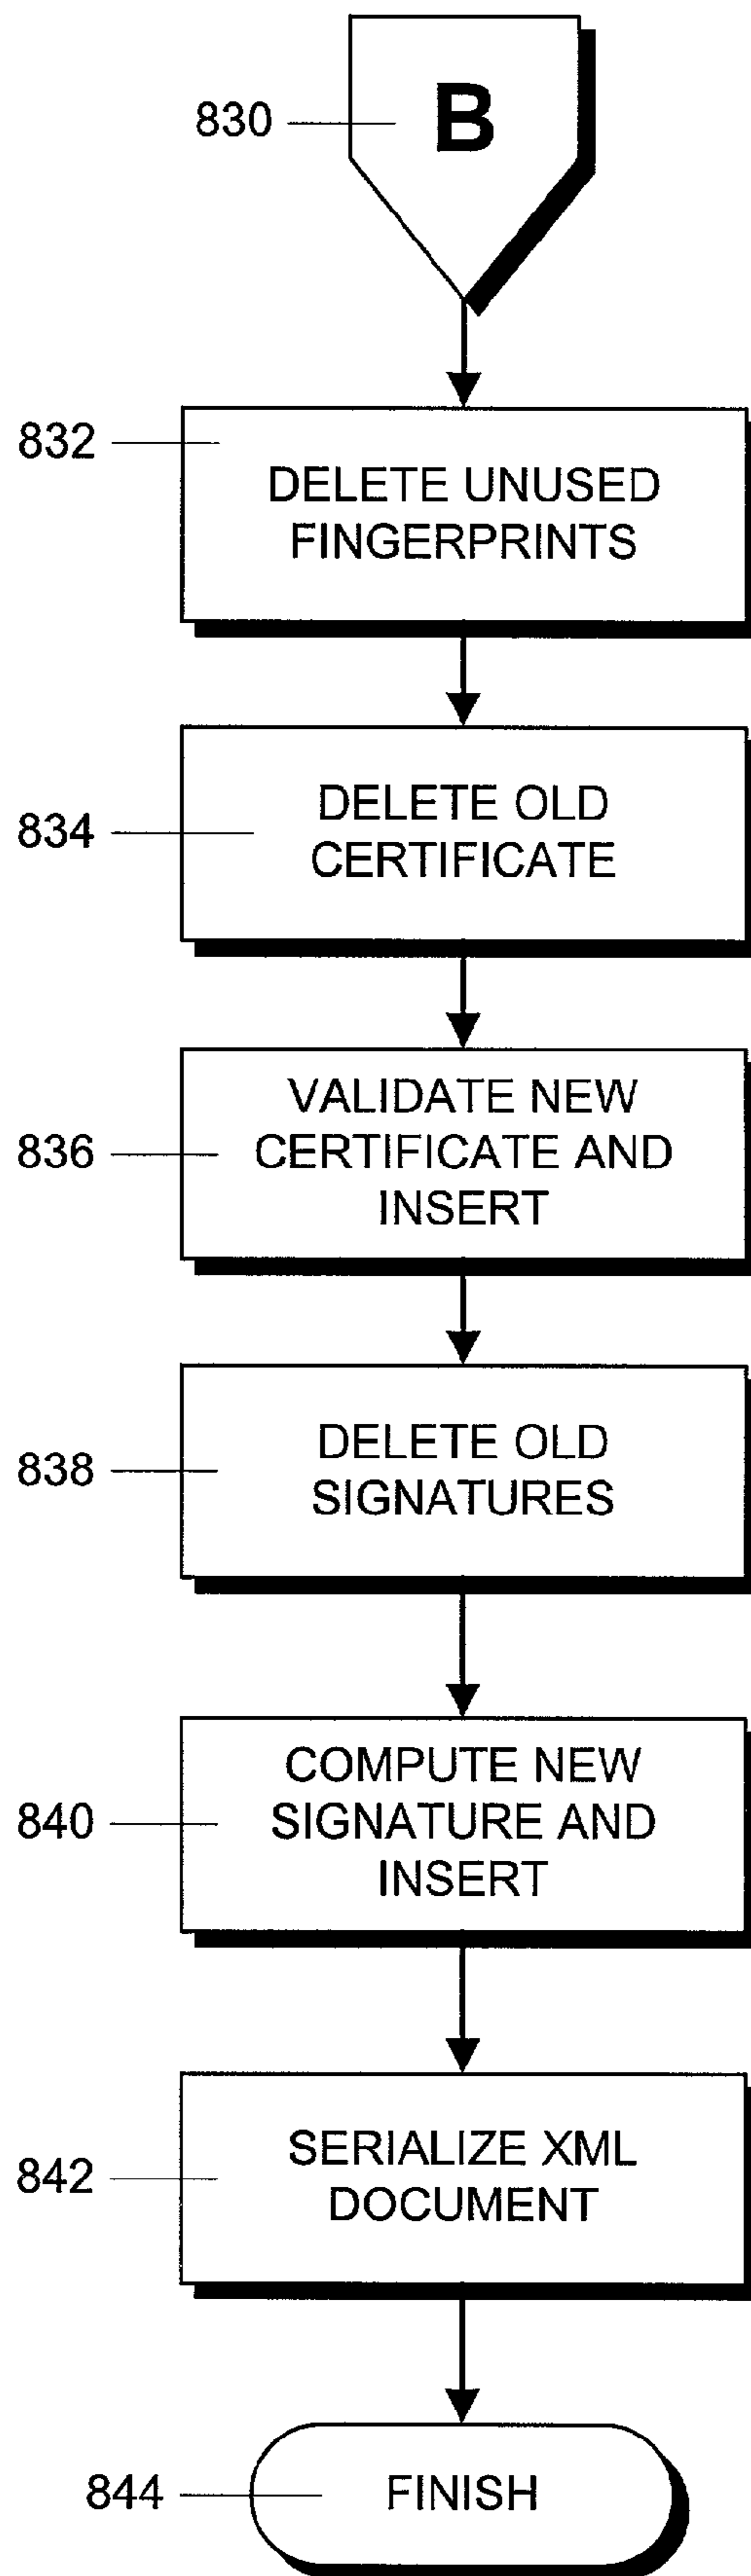 830
B
832
DELETE UNUSED
FINGERPRINTS
834
DELETE OLD
CERTIFICATE
836
VALIDATE NEW
CERTIFICATE AND
INSERT
838
DELETE OLD
SIGNATURES
840
COMPUTE NEW
SIGNATURE AND
INSERT
842
SERIALIZE XML
DOCUMENT
844
FINISH